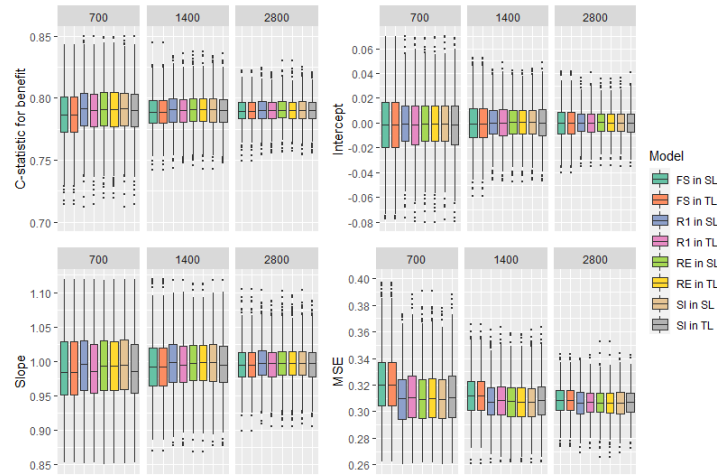 700 1400 2800
C-statistic for benefit
0.85
0.80
0.75
0.70
700 1400 2800
Intercept
0.06
0.04
0.02
0.00
-0.02
-0.04
-0.06
-0.08
700 1400 2800
Slope
1.10
1.05
1.00
0.95
0.90
0.85
700 1400 2800
MSE
0.40
0.38
0.36
0.34
0.32
0.30
0.28
0.26
Model
FS in SL
FS in TL
R1 in SL
R1 in TL
RE in SL
RE in TL
SI in SL
SI in TL